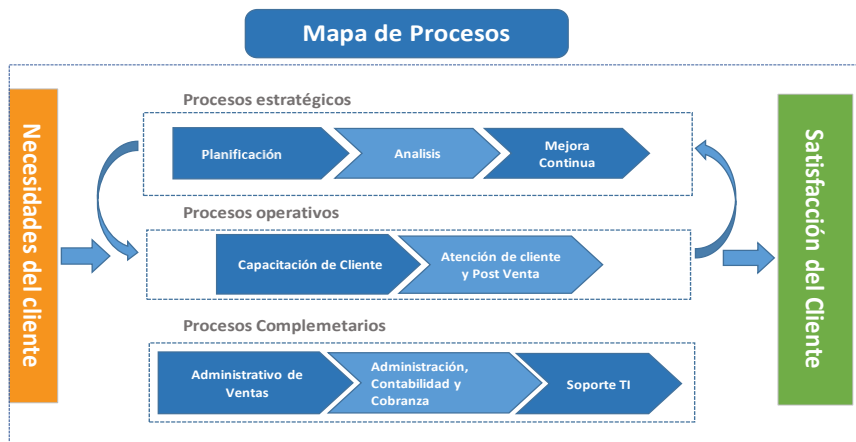 Mapa de Procesos
Necesidades del cliente
Procesos estratégicos
Planificación
Analisis
Mejora
Continua
Procesos operativos
Capacitación de Cliente
Atención de cliente
y Post Venta
Procesos Complemetarios
Administrativo de
Ventas
Administración,
Contabilidad y
Cobranza
Soporte TI
Satisfacción del Cliente